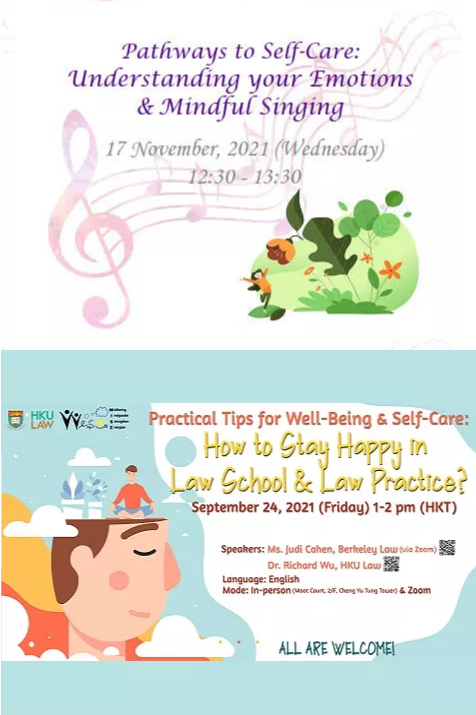 Pathways to Self-Care:
Understanding your Emotions
& Mindful Singing
17 November, 2021 (Wednesday)
12:30 - 13:30
HKU
LAW
Practical Tips for Well-Being & Self-Care:
How to Stay Happy in
Law School & Law Practice?
September 24, 2021 (Friday) 1-2 pm (HKT)
Speakers: Ms. Judi Cohen, Berkeley Law (via Zoom)
Dr. Richard Wu, HKU Law
Language: English
Mode: In-person (Moot Court, 2/F, Cheng Yu Tung Tower) & Zoom
ALL ARE WELCOME!